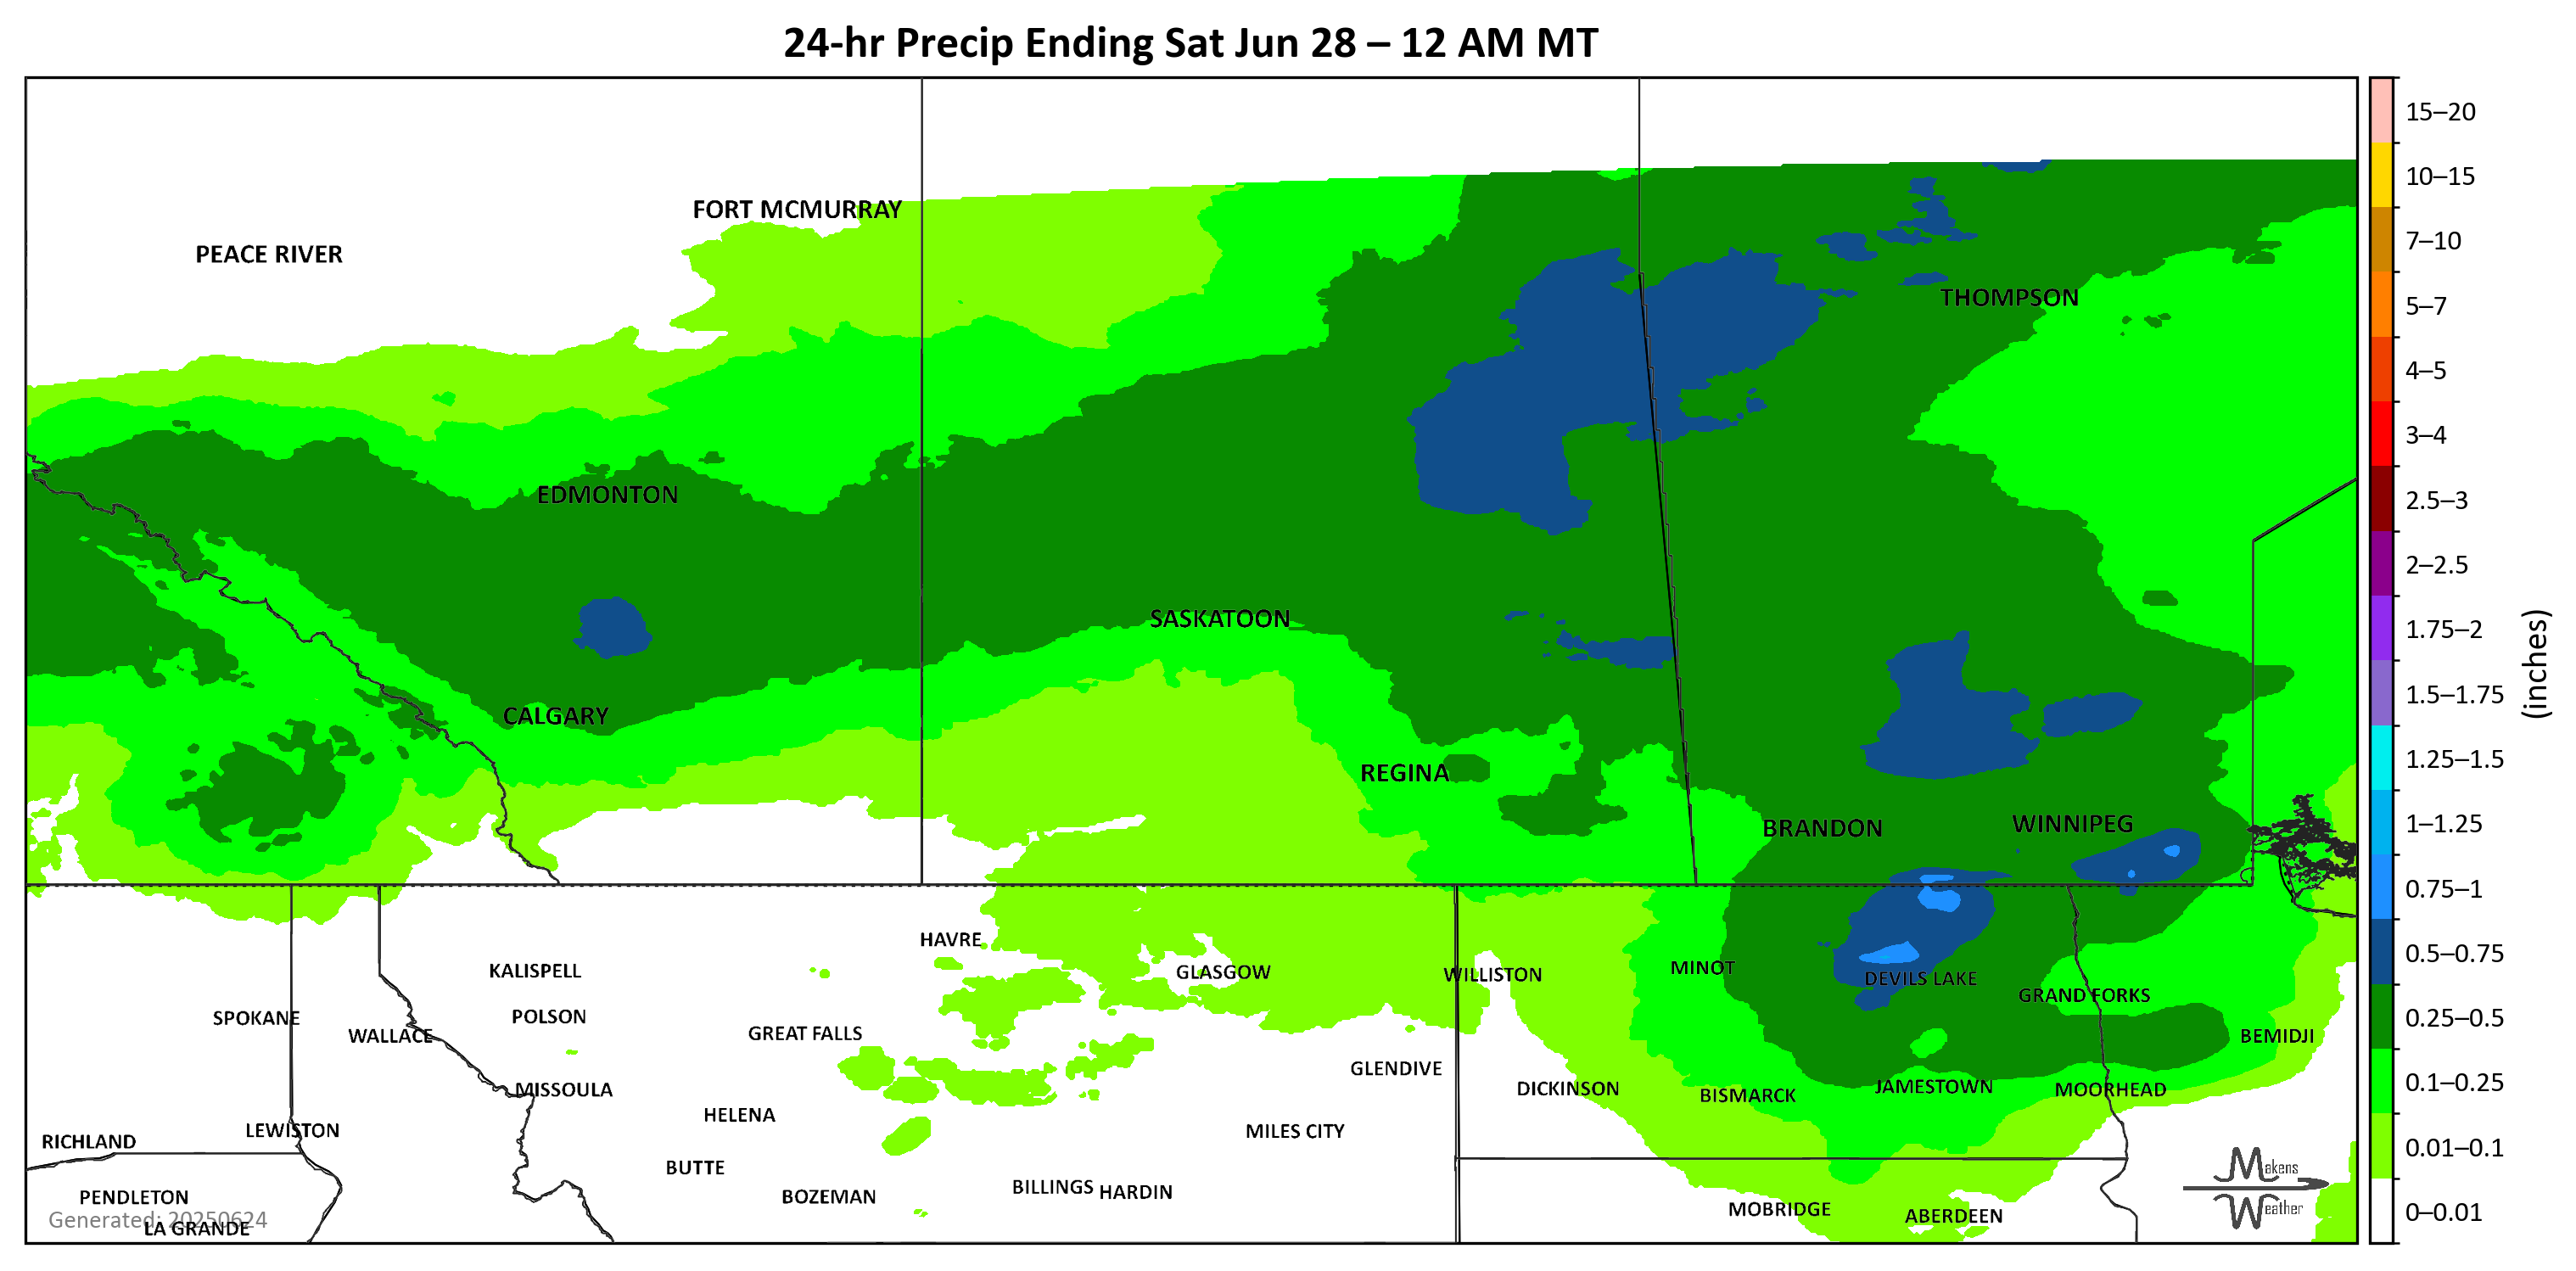 24-hr Precip Ending Sat Jun 28 – 12 AM MT
FORT MCMURRAY
PEACE RIVER
THOMPSON
EDMONTON
SASKATOON
CALGARY
REGINA
BRANDON
WINNIPEG
HAVRE
KALISPELL
GLASGOW
WILLISTON
MINOT
DEVILS LAKE
GRAND FORKS
SPOKANE
POLSON
WALLACE
GREAT FALLS
BEMIDJI
GLENDIVE
MISSOULA
DICKINSON
BISMARCK
JAMESTOWN
MOORHEAD
HELENA
LEWISTON
RICHLAND
MILES CITY
BUTTE
BOZEMAN
BILLINGS
HARDIN
PENDLETON
Generated: 20250624
LA GRANDE
MOBRIDGE
ABERDEEN
Makens
Weather
15–20
10–15
7–10
5–7
4–5
3–4
2.5–3
2–2.5
1.75–2
1.5–1.75
1.25–1.5
1–1.25
0.75–1
0.5–0.75
0.25–0.5
0.1–0.25
0.01–0.1
0–0.01
(inches)